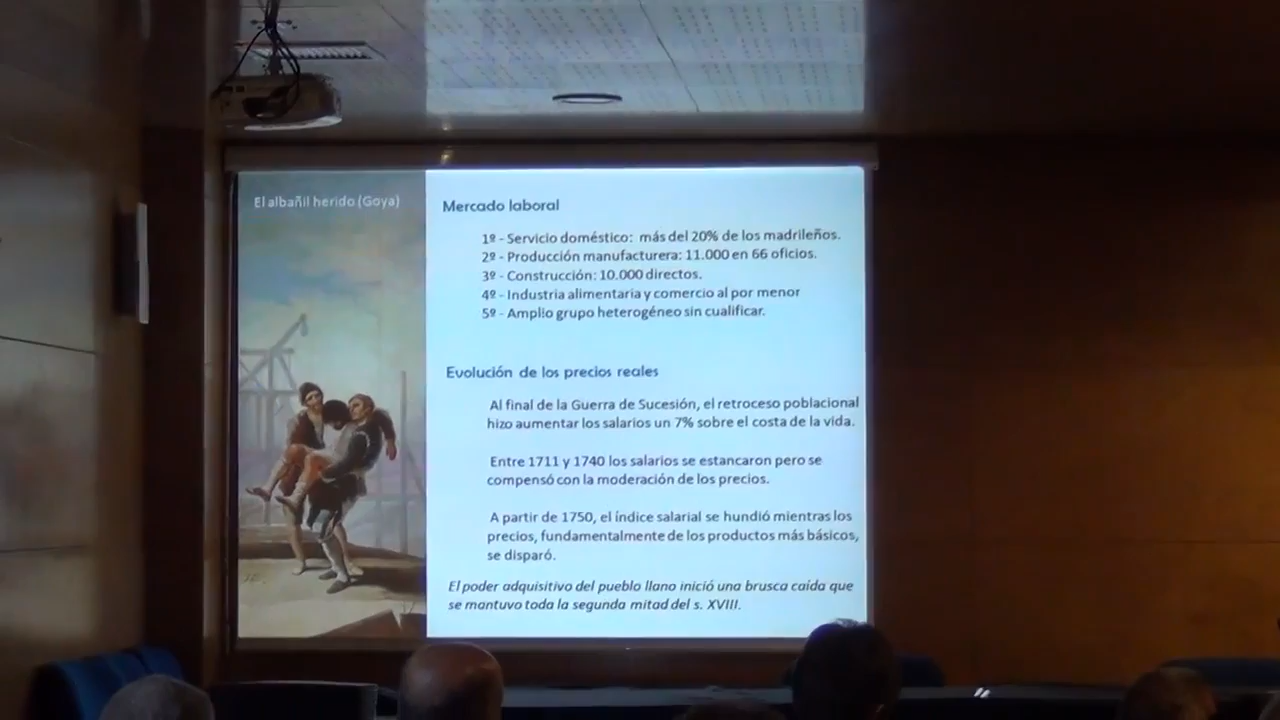 El albañil herido (Goya)
Mercado laboral
1º - Servicio doméstico: más del 20% de los madrileños.
2º - Producción manufacturera: 11.000 en 66 oficios.
3º - Construcción: 10.000 directos.
4º - Industria alimentaria y comercio al por menor
5º - Amplio grupo heterogéneo sin cualificar.
Evolución de los precios reales
Al final de la Guerra de Sucesión, el retroceso poblacional
hizo aumentar los salarios un 7% sobre el costa de la vida.
Entre 1711 y 1740 los salarios se estancaron pero se
compensó con la moderación de los precios.
A partir de 1750, el índice salarial se hundió mientras los
precios, fundamentalmente de los productos más básicos,
se disparó.
El poder adquisitivo del pueblo llano inició una brusca caída que
se mantuvo toda la segunda mitad del s. XVIII.